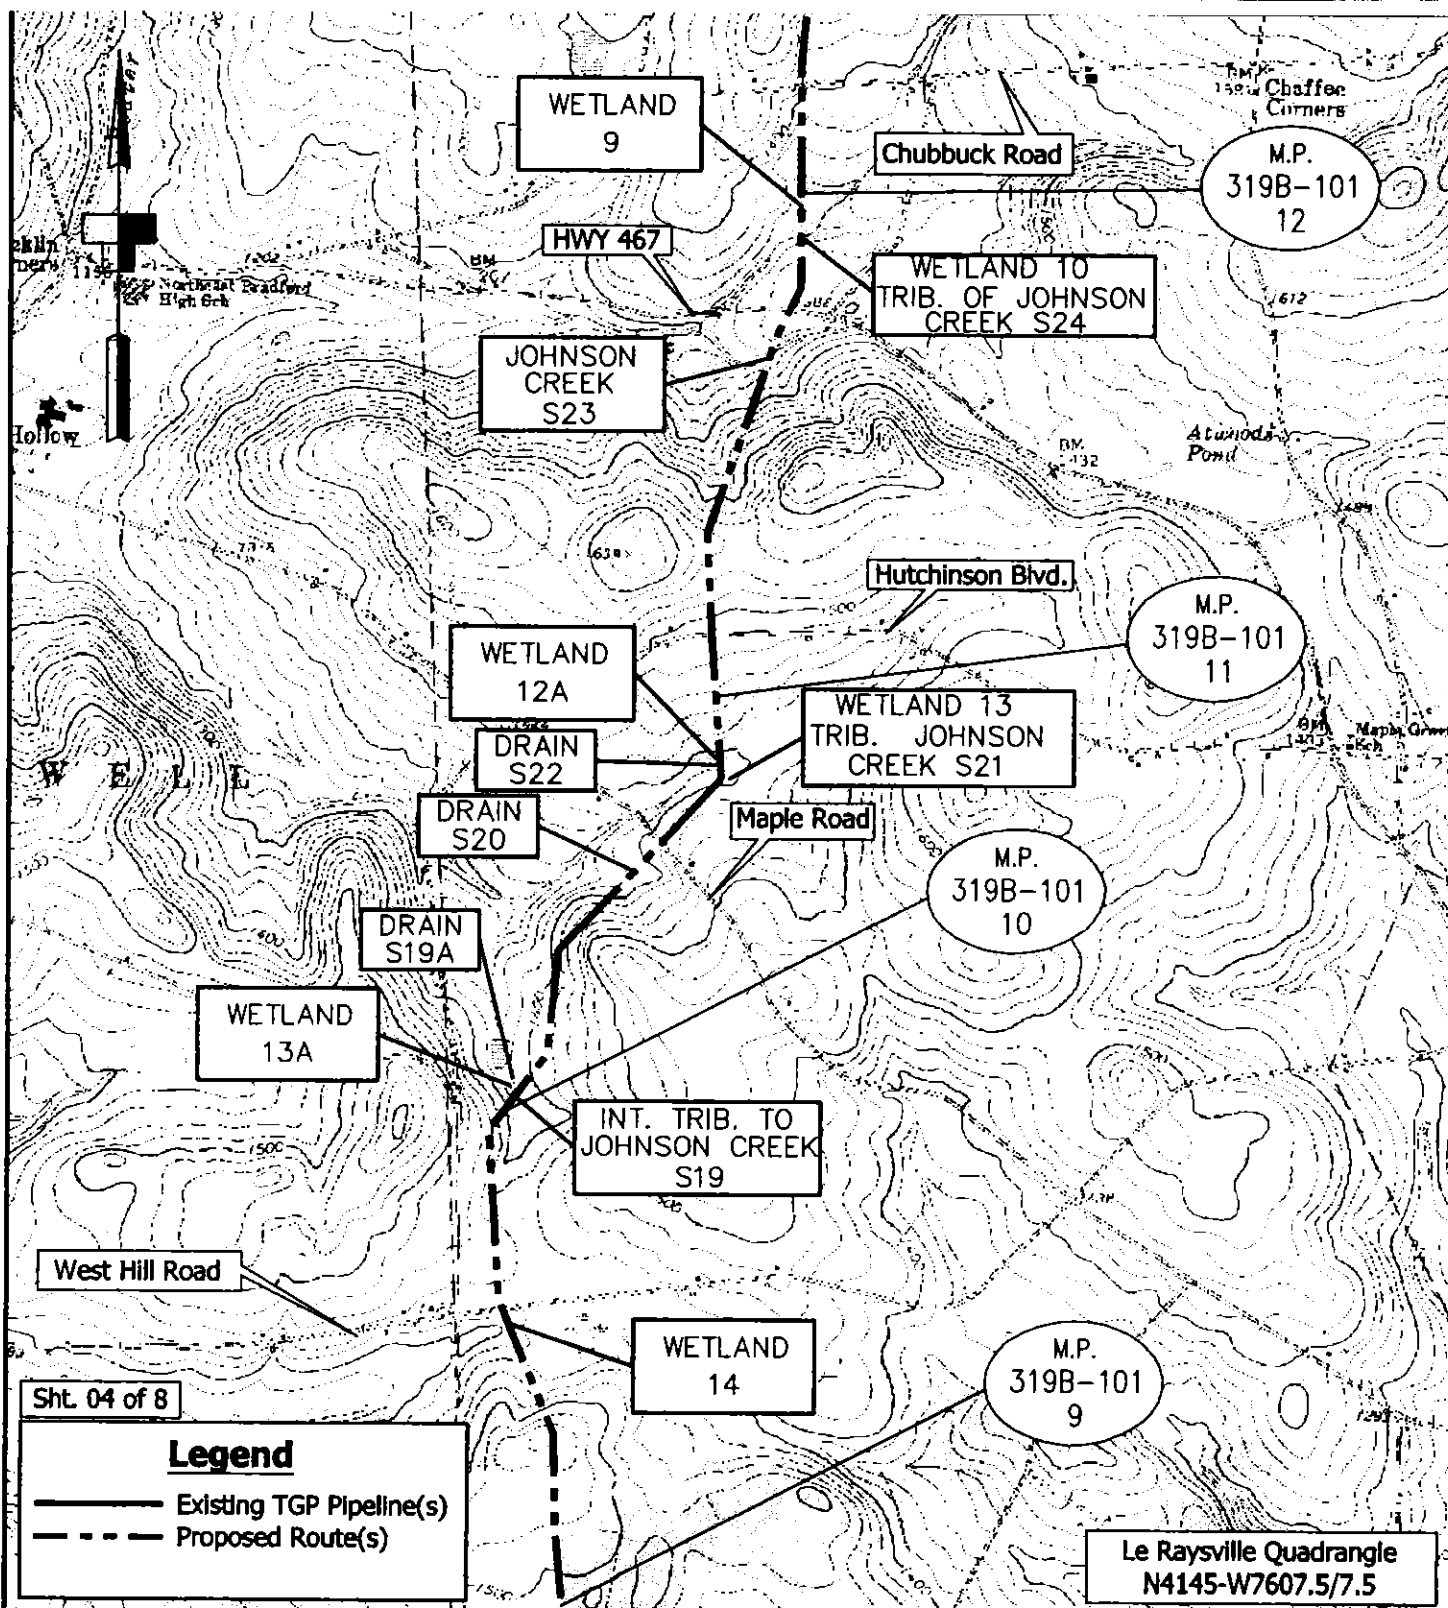 Chaffee
Corners
WETLAND
9
Chubbuck Road
M.P.
319B-101
12
HWY 467
BM
1202
Northeast Bradford
High Sch
WETLAND 10
TRIB. OF JOHNSON
CREEK S24
1612
JOHNSON
CREEK
S23
Hollow
BM
Pond
Hutchinson Blvd.
M.P.
319B-101
11
WETLAND
12A
WETLAND 13
TRIB. JOHNSON
CREEK S21
DRAIN
S22
W E L L
DRAIN
S20
Maple Road
M.P.
319B-101
10
DRAIN
S19A
WETLAND
13A
INT. TRIB. TO
JOHNSON CREEK
S19
West Hill Road
WETLAND
14
M.P.
319B-101
9
Sht. 04 of 8
Legend
Existing TGP Pipeline(s)
Proposed Route(s)
Le Raysville Quadrangle
N4145-W7607.5/7.5